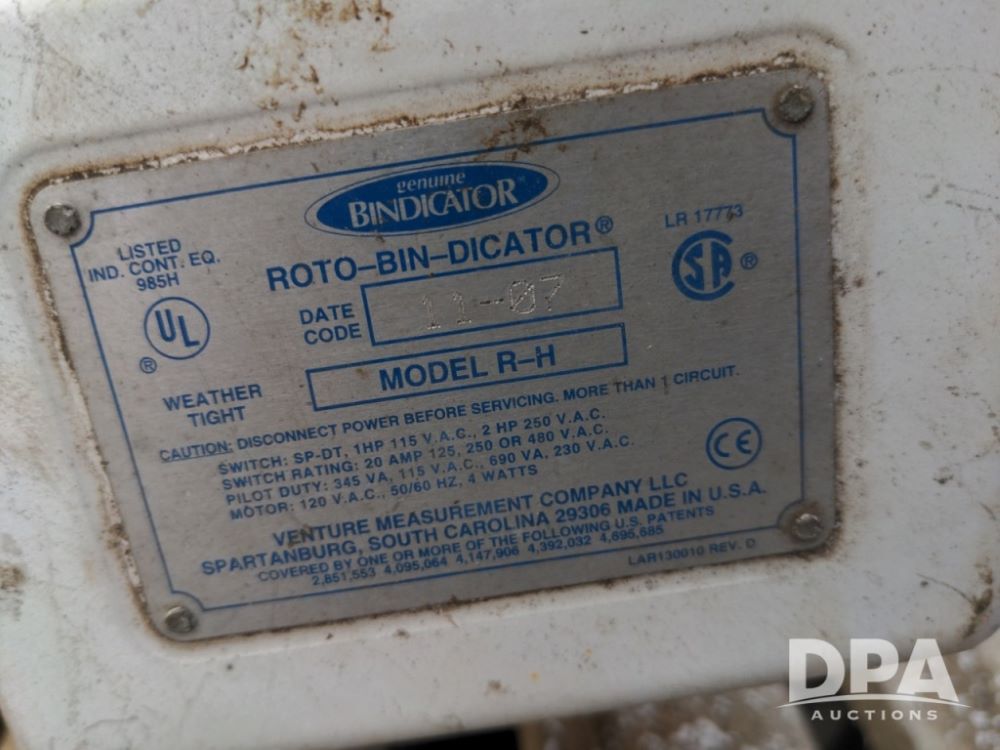 genuine
BINDICATOR™
ROTO–BIN–DICATOR®
LR 17773
LISTED
IND. CONT. EQ.
985H
UL
®
SA
®
DATE
CODE
11--07
MODEL R–H
WEATHER
TIGHT
CAUTION: DISCONNECT POWER BEFORE SERVICING. MORE THAN 1 CIRCUIT.
SWITCH: SP-DT, 1HP 115 V.A.C., 2 HP 250 V.A.C.
SWITCH RATING: 20 AMP 125, 250 OR 480 V.A.C.
PILOT DUTY: 345 VA, 115 V.A.C., 690 VA, 230 V.A.C.
MOTOR: 120 V.A.C., 50/60 HZ, 4 WATTS
CE
VENTURE MEASUREMENT COMPANY LLC
SPARTANBURG, SOUTH CAROLINA 29306 MADE IN U.S.A.
COVERED BY ONE OR MORE OF THE FOLLOWING U.S. PATENTS
2,851,553 4,095,064 4,147,906 4,392,032 4,695,685
LAR130010 REV. D
DPA
AUCTIONS